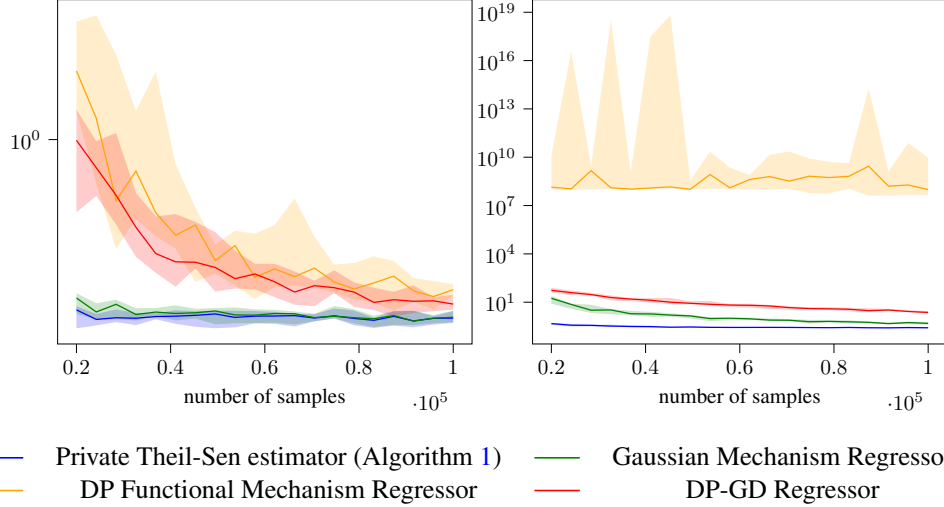 10^0
0.2 0.4 0.6 0.8 1
·10^5
number of samples
10^19
10^16
10^13
10^10
10^7
10^4
10^1
0.2 0.4 0.6 0.8 1
·10^5
number of samples
Private Theil-Sen estimator (Algorithm 1)
Gaussian Mechanism Regresso
DP Functional Mechanism Regressor
DP-GD Regressor